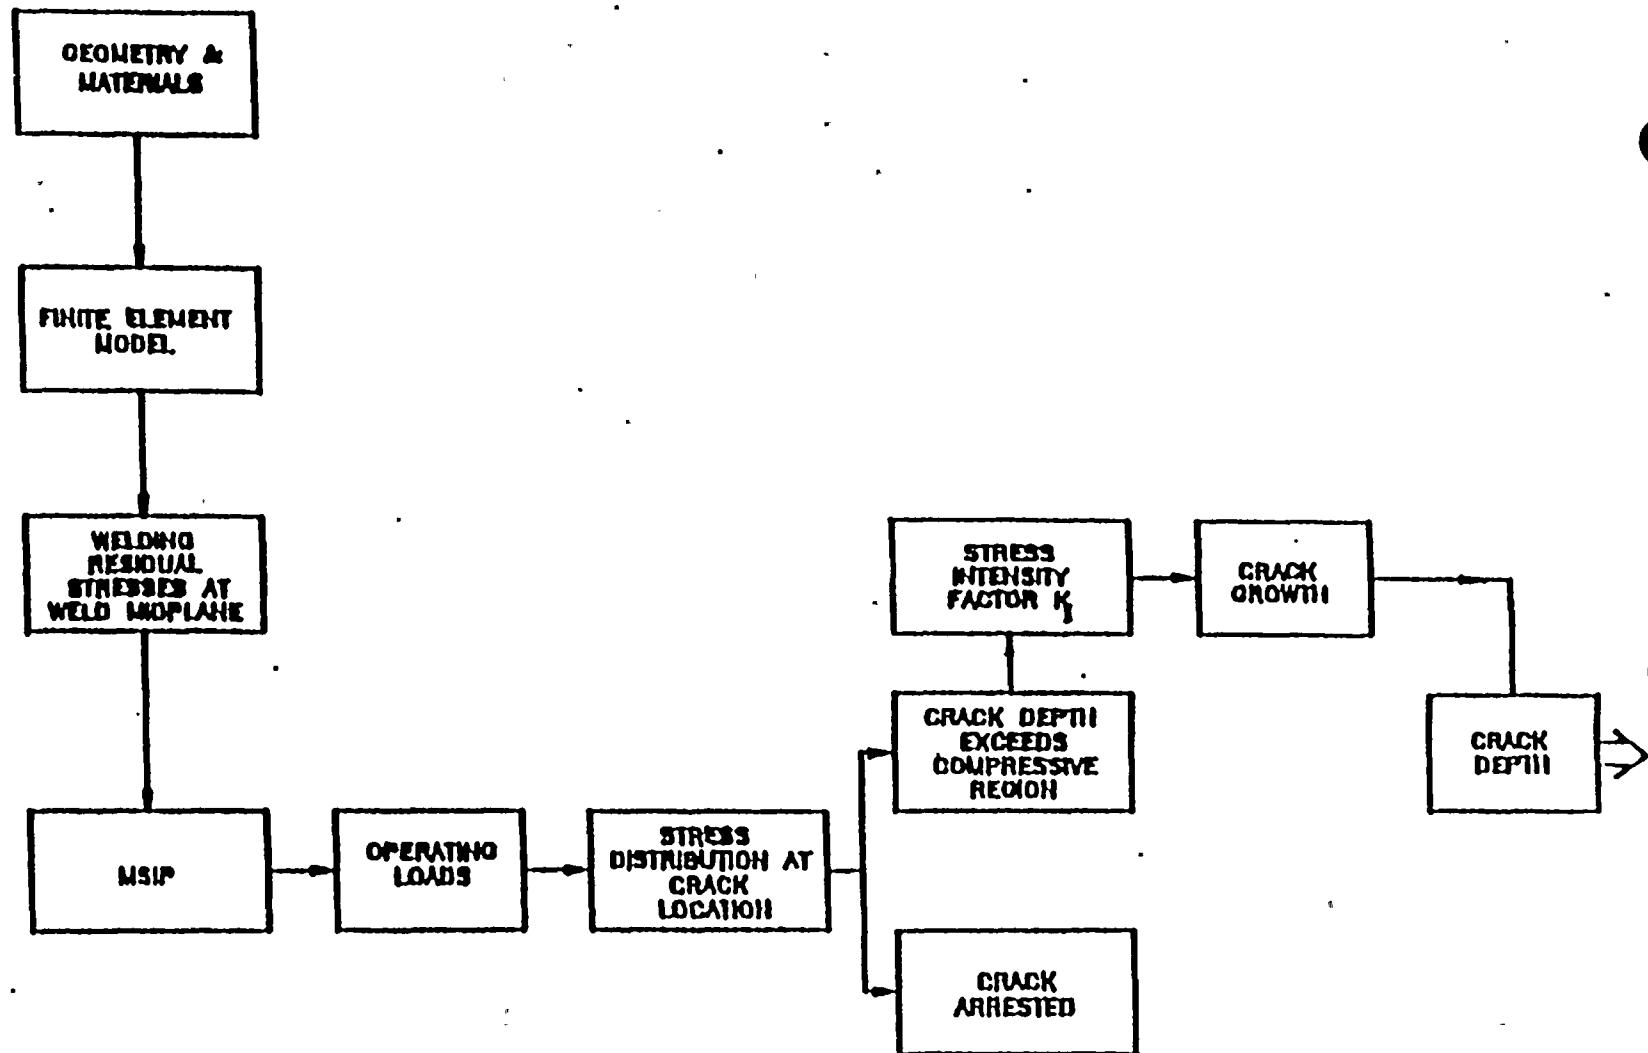 GEOMETRY &
MATERIALS
FINITE ELEMENT
MODEL
WELDING
RESIDUAL
STRESSES AT
WELD MIDPLANE
MSIP
OPERATING
LOADS
STRESS
DISTRIBUTION AT
CRACK
LOCATION
CRACK DEPTH
EXCEEDS
COMPRESSIVE
REGION
STRESS
INTENSITY
FACTOR K_I
CRACK
GROWTH
CRACK
DEPTH
CRACK
ARRESTED